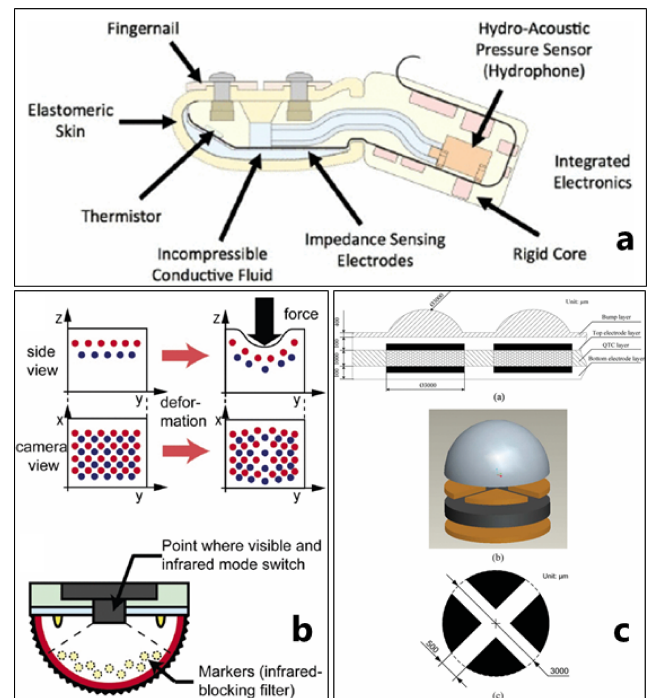 Fingernail
Hydro-Acoustic
Pressure Sensor
(Hydrophone)
Elastomeric
Skin
Integrated
Electronics
Thermistor
Incompressible
Conductive Fluid
Impedance Sensing
Electrodes
Rigid Core
a
z
z
force
side
view
y
y
x
defor-
mation
x
camera
view
y
y
Point where visible and
infrared mode switch
b
Markers (infrared-
blocking filter)
Unit: μm
Bump layer
Top electrode layer
QTC layer
Bottom electrode layer
(a)
(b)
Unit: μm
500
3000
(c)
c